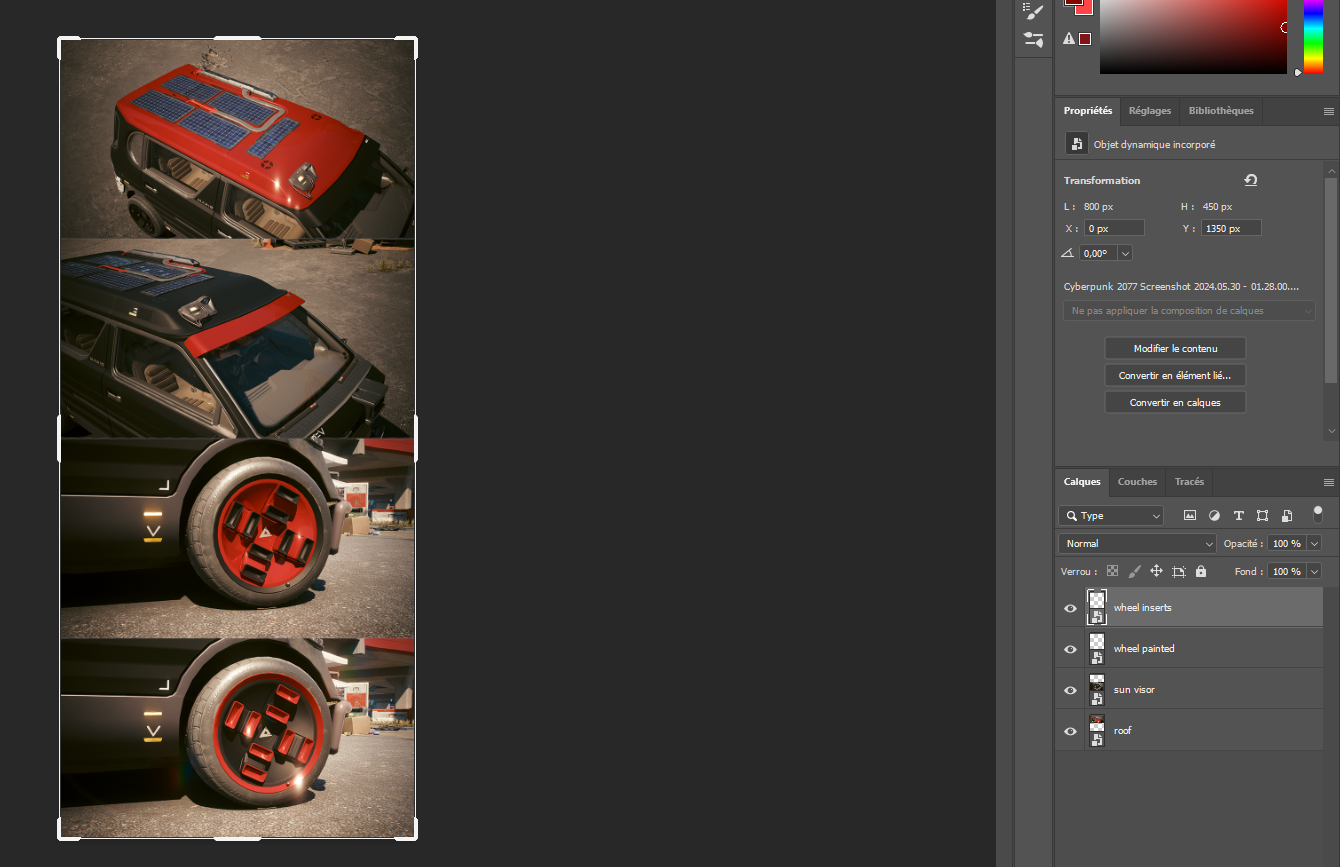 Propriétés Réglages Bibliothèques
Objet dynamique incorporé
Transformation
L : 800 px H : 450 px
X : 0 px Y : 1350 px
0,00°
Cyberpunk 2077 Screenshot 2024.05.30 - 01.28.00....
Ne pas appliquer la composition de calques
Modifier le contenu
Convertir en élément lié...
Convertir en calques
Calques Couches Tracés
Type
Normal Opacité : 100 %
Verrou : Fond : 100 %
wheel inserts
wheel painted
sun visor
roof